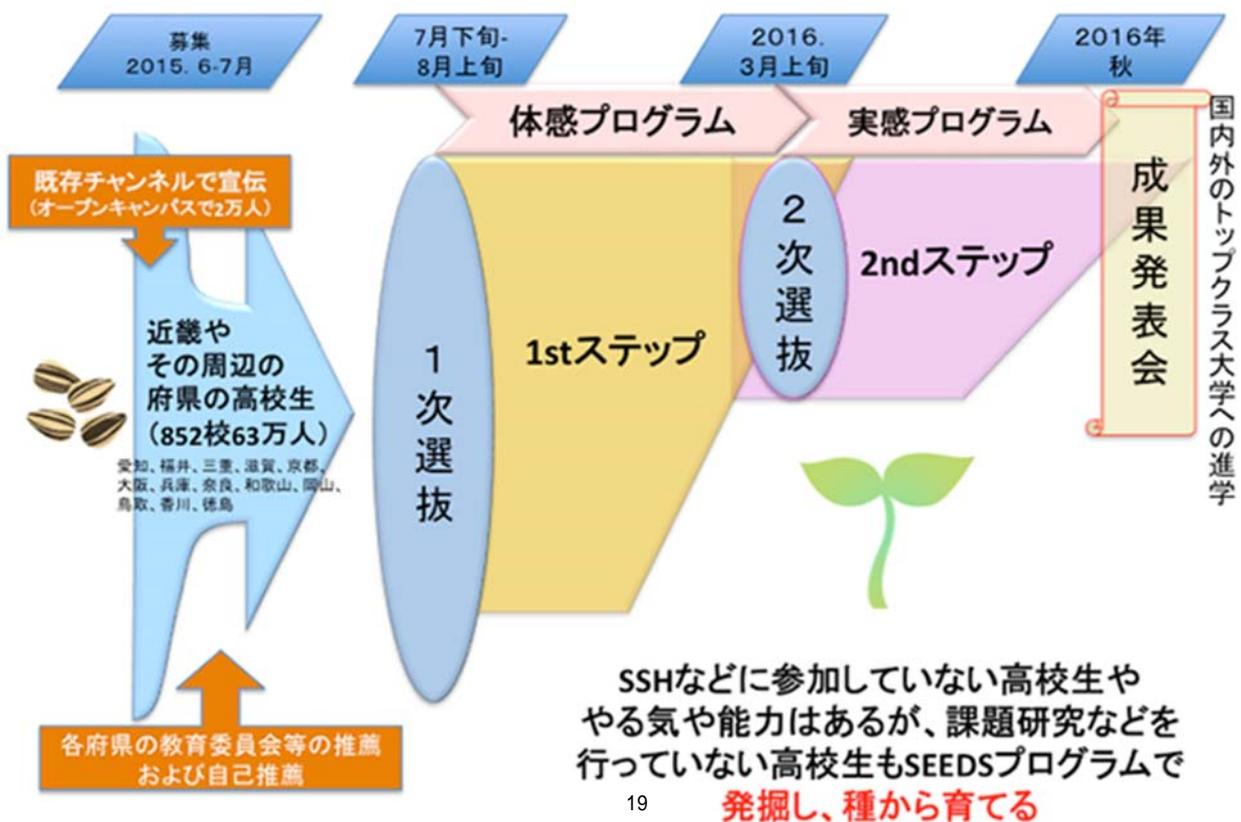 募集
2015. 6-7月
7月下旬-
8月上旬
2016.
3月上旬
2016年
秋
体感プログラム
実感プログラム
既存チャンネルで宣伝
(オープンキャンパスで2万人)
近畿や
その周辺の
府県の高校生
(852校63万人)
愛知、福井、三重、滋賀、京都、
大阪、兵庫、奈良、和歌山、岡山、
鳥取、香川、徳島
各府県の教育委員会等の推薦
および自己推薦
1次選抜
1stステップ
2次選抜
2ndステップ
成果発表会
国内外のトップクラス大学への進学
SSHなどに参加していない高校生や
やる気や能力はあるが、課題研究などを
行っていない高校生もSEEDSプログラムで
発掘し、種から育てる
19